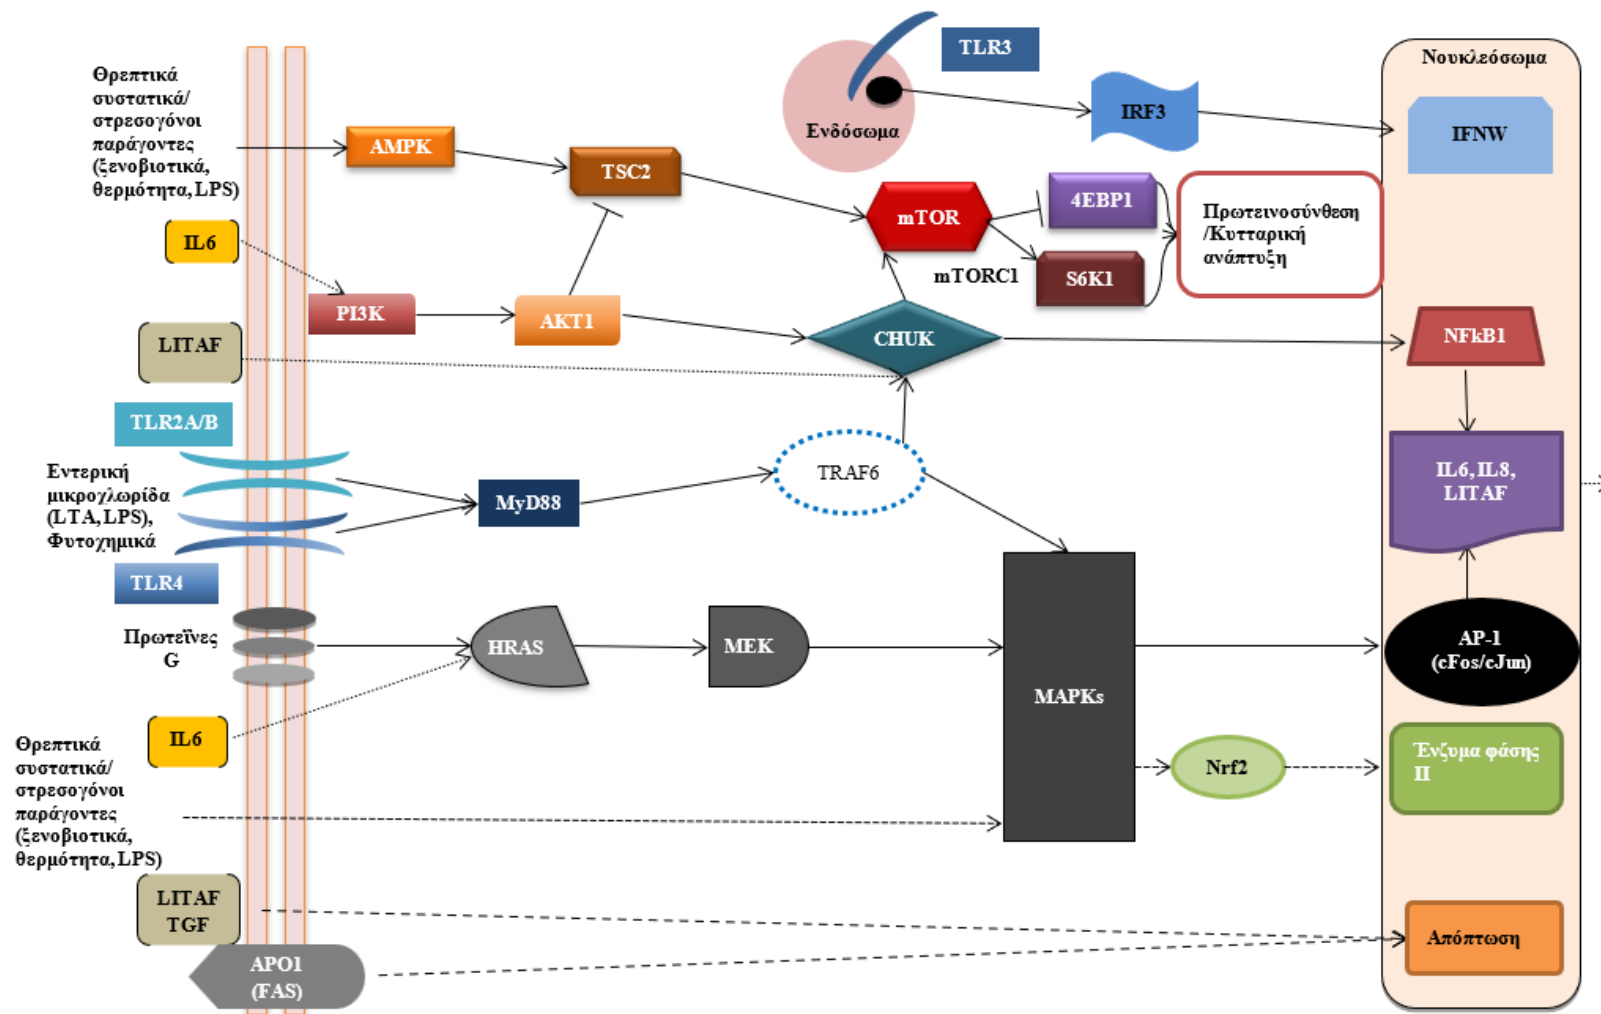 TLR3
Νουκλεόσωμα
Θρεπτικά
συστατικά/
στρεσογόνοι
παράγοντες
(ξενοβιοτικά,
θερμότητα, LPS)
AMPK
TSC2
Ενδόσωμα
IRF3
IFNW
mTOR
mTORC1
4EBP1
S6K1
Πρωτεινοσύνθεση
/Κυτταρική
ανάπτυξη
IL6
PI3K
AKT1
CHUK
NFkB1
LITAF
TLR2A/B
Εντερική
μικροχλωρίδα
(LTA, LPS),
Φυτοχημικά
MyD88
TRAF6
IL6, IL8,
LITAF
TLR4
Πρωτεΐνες
G
HRAS
MEK
MAPKs
AP-1
(cFos/cJun)
IL6
Θρεπτικά
συστατικά/
στρεσογόνοι
παράγοντες
(ξενοβιοτικά,
θερμότητα, LPS)
Nrf2
Ένζυμα φάσης
ΙΙ
LITAF
TGF
APO1
(FAS)
Απόπτωση